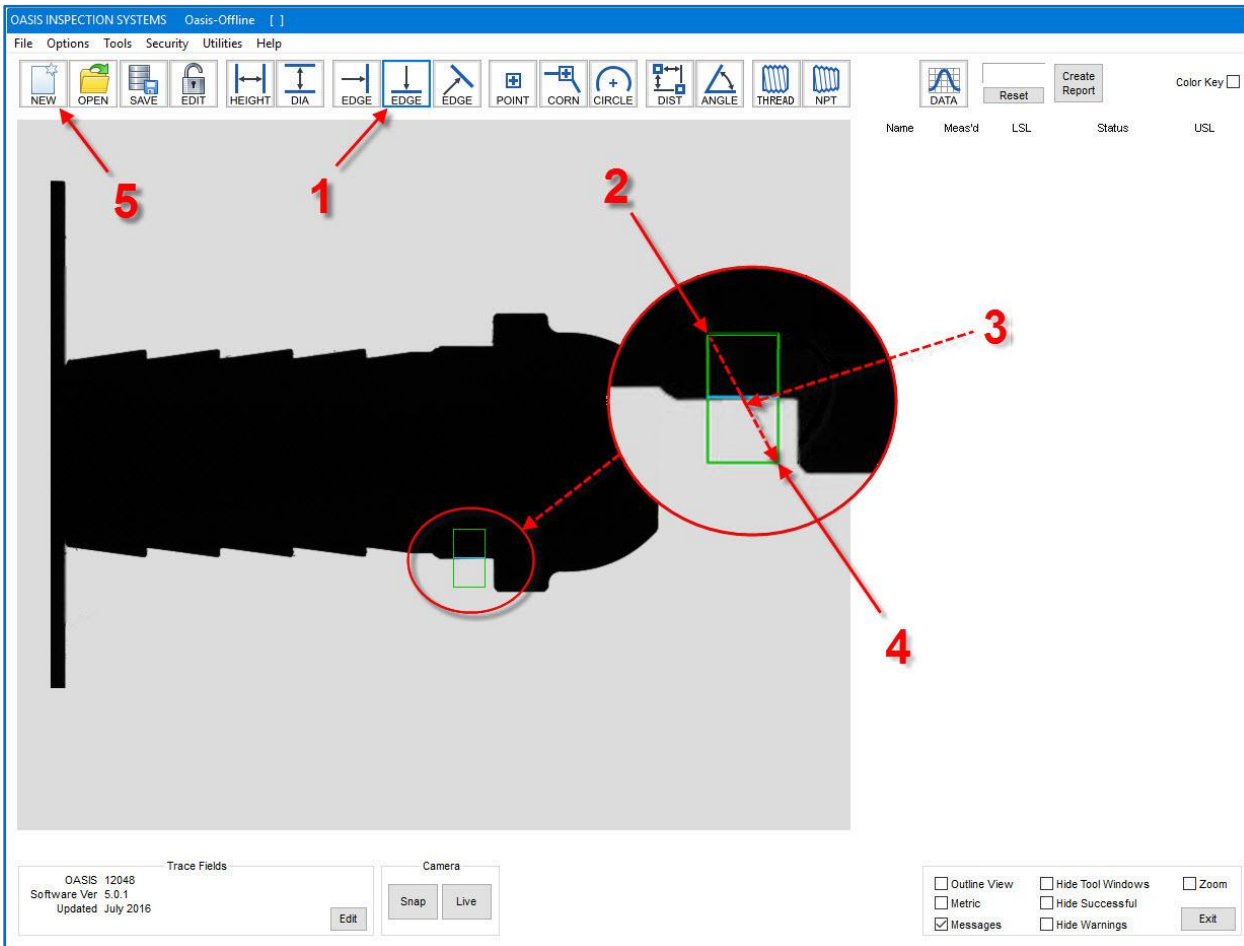 OASIS INSPECTION SYSTEMS Oasis-Offline [ ]
File Options Tools Security Utilities Help
NEW OPEN SAVE EDIT HEIGHT DIA EDGE EDGE EDGE POINT CORN CIRCLE DIST ANGLE THREAD NPT DATA Reset Create Report Color Key
Name Meas'd LSL Status USL
5
1
2
3
4
Trace Fields
OASIS 12048
Software Ver 5.0.1
Updated July 2016
Edit
Camera
Snap Live
Outline View Hide Tool Windows Zoom
Metric Hide Successful
Messages Hide Warnings Exit